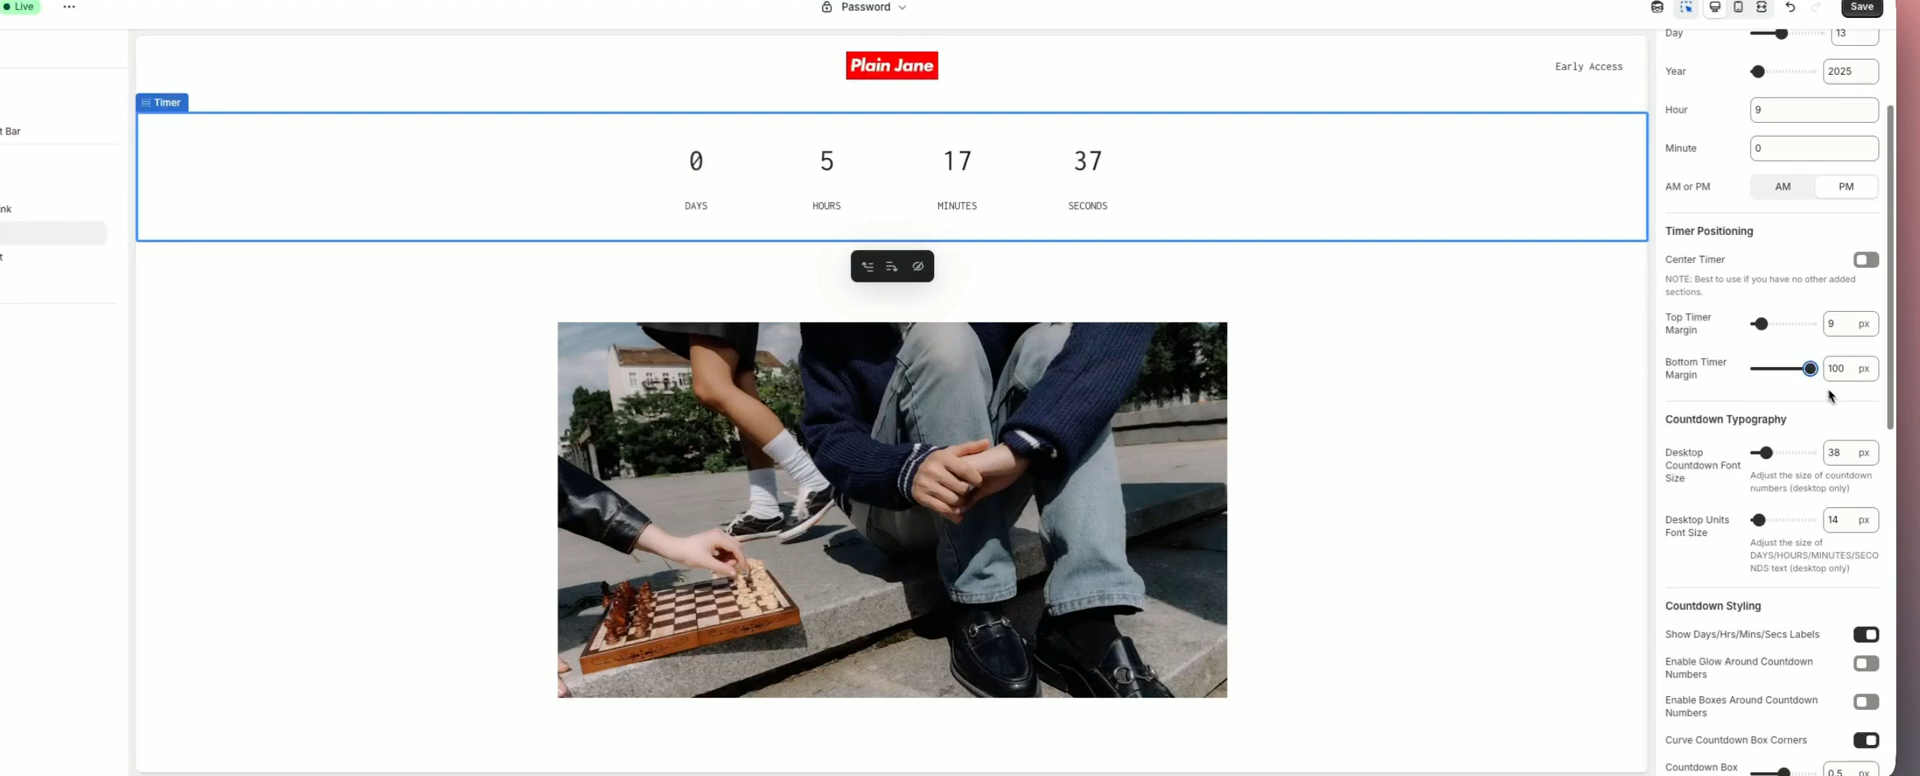 Live
Password
Save
t Bar
nk
t
Plain Jane
Early Access
Timer
0
5
17
37
DAYS
HOURS
MINUTES
SECONDS
Day
13
Year
2025
Hour
9
Minute
0
AM or PM
AM
PM
Timer Positioning
Center Timer
NOTE: Best to use if you have no other added
sections.
Top Timer
Margin
9 px
Bottom Timer
Margin
100 px
Countdown Typography
Desktop
Countdown Font
Size
38 px
Adjust the size of countdown
numbers (desktop only)
Desktop Units
Font Size
14 px
Adjust the size of
DAYS/HOURS/MINUTES/SECO
NDS text (desktop only)
Countdown Styling
Show Days/Hrs/Mins/Secs Labels
Enable Glow Around Countdown
Numbers
Enable Boxes Around Countdown
Numbers
Curve Countdown Box Corners
Countdown Box
0.5 px